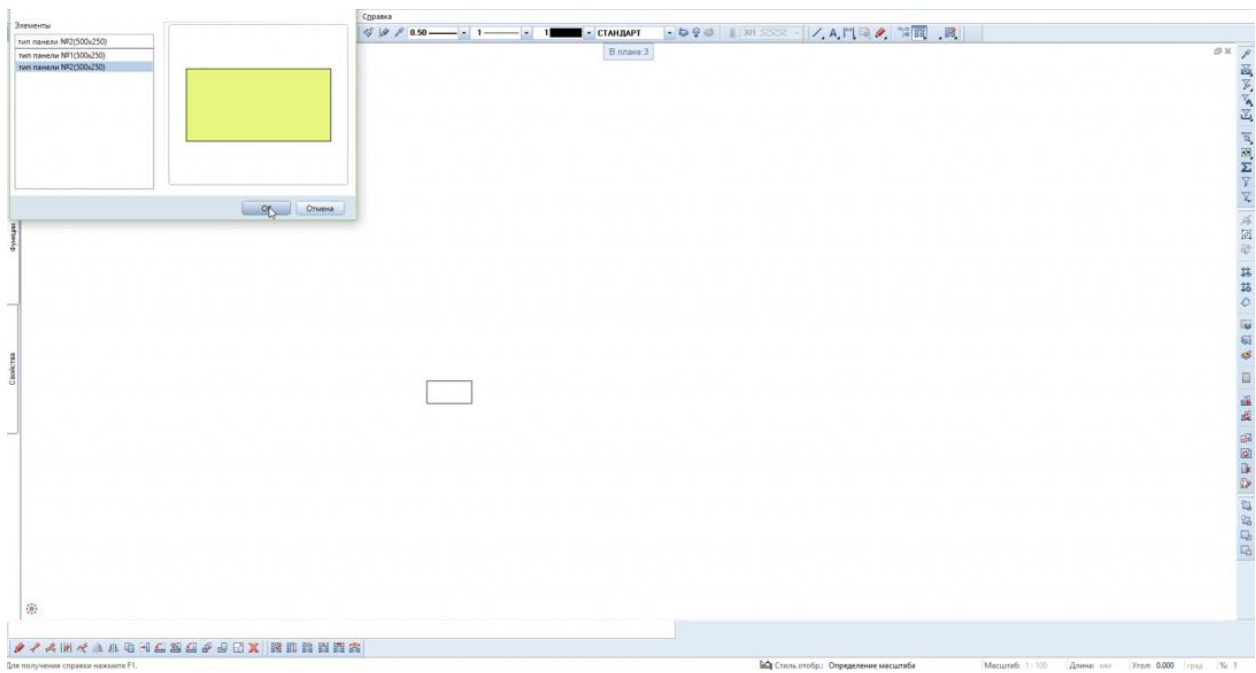 Справка
Элементы
тип панели №2(500x250)
тип панели №1(500x250)
тип панели №2(500x250)
0.50
1
1
СТАНДАРТ
301
В плане:3
OK
Отмена
Функции
Свойства
Для получения справки нажмите F1.
Стиль отобр.: Определение масштаба
Масштаб: 1 : 100
Длина: мм
Угол: 0.000
град
%: 1